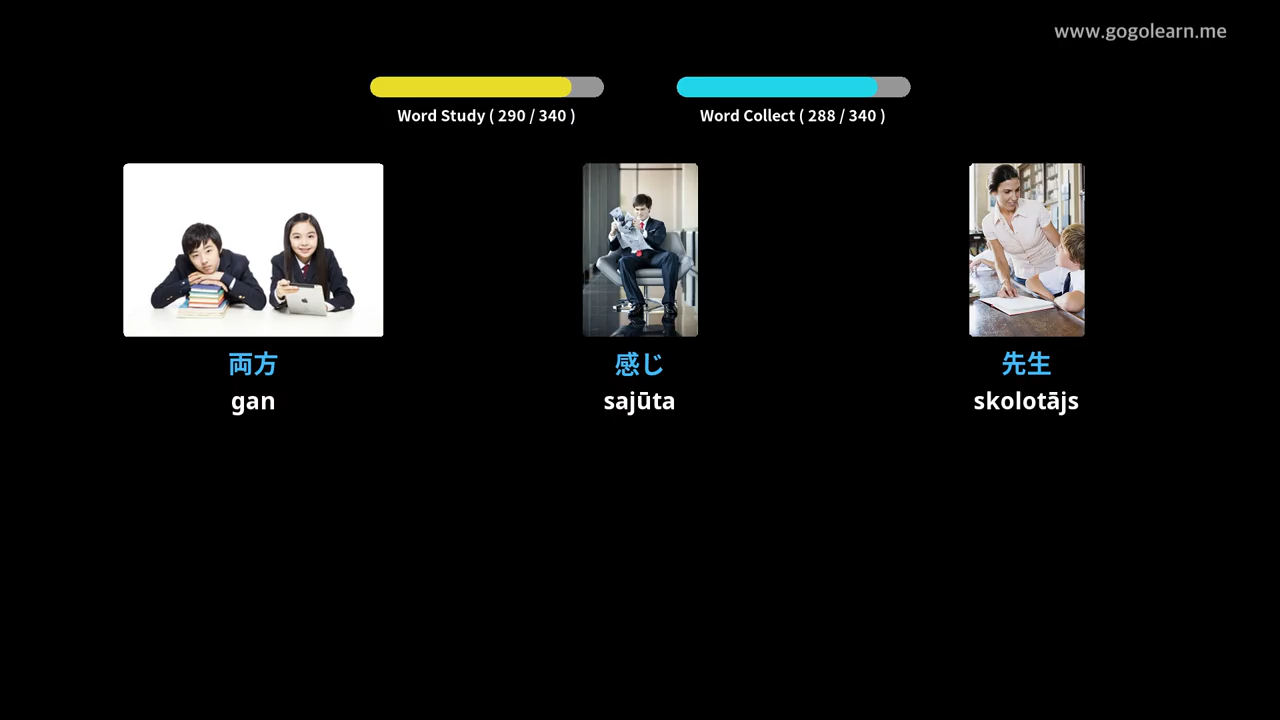 www.gogolearn.me
Word Study ( 290 / 340 )
Word Collect ( 288 / 340 )
両方
gan
感じ
sajūta
先生
skolotājs